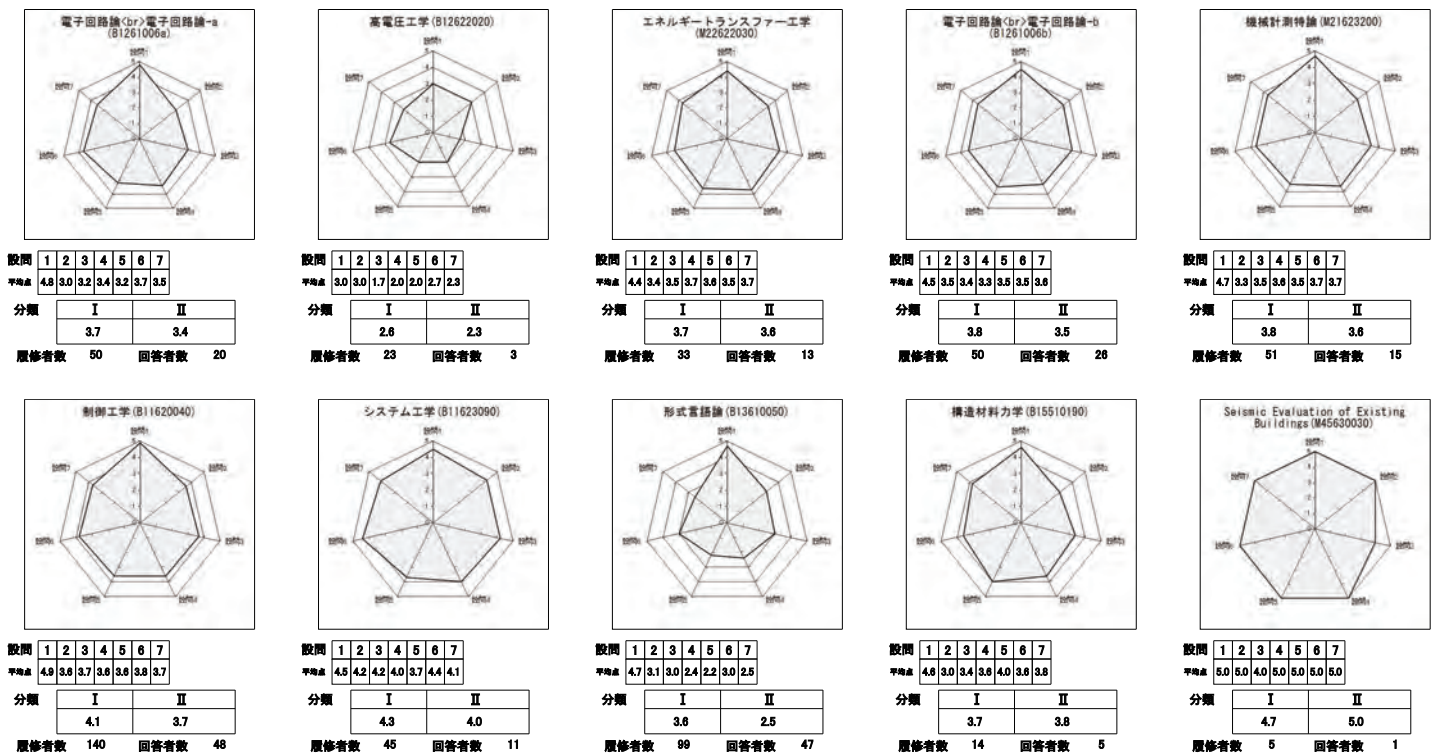 電子回路論<br>電子回路論-a
(B1261006a)
設問 1 2 3 4 5 6 7
平均点 4.8 3.0 3.2 3.4 3.2 3.7 3.5
分類 I II
3.7 3.4
履修者数 50 回答者数 20
高電圧工学(B12622020)
設問 1 2 3 4 5 6 7
平均点 3.0 3.0 1.7 2.0 2.0 2.7 2.3
分類 I II
2.6 2.3
履修者数 23 回答者数 3
エネルギートランスファー工学
(M22622030)
設問 1 2 3 4 5 6 7
平均点 4.4 3.4 3.5 3.7 3.6 3.5 3.7
分類 I II
3.7 3.6
履修者数 33 回答者数 13
電子回路論<br>電子回路論-b
(B1261006b)
設問 1 2 3 4 5 6 7
平均点 4.5 3.5 3.4 3.3 3.5 3.5 3.6
分類 I II
3.8 3.5
履修者数 50 回答者数 26
機械計測特論(M21623200)
設問 1 2 3 4 5 6 7
平均点 4.7 3.3 3.5 3.6 3.5 3.7 3.7
分類 I II
3.8 3.6
履修者数 51 回答者数 15
制御工学(B11620040)
設問 1 2 3 4 5 6 7
平均点 4.9 3.6 3.7 3.6 3.6 3.8 3.7
分類 I II
4.1 3.7
履修者数 140 回答者数 48
システム工学(B11623090)
設問 1 2 3 4 5 6 7
平均点 4.5 4.2 4.2 4.0 3.7 4.4 4.1
分類 I II
4.3 4.0
履修者数 45 回答者数 11
形式言語論(B13610050)
設問 1 2 3 4 5 6 7
平均点 4.7 3.1 3.0 2.4 2.2 3.0 2.5
分類 I II
3.6 2.5
履修者数 99 回答者数 47
構造材料力学(B15510190)
設問 1 2 3 4 5 6 7
平均点 4.6 3.0 3.4 3.6 4.0 3.6 3.8
分類 I II
3.7 3.8
履修者数 14 回答者数 5
Seismic Evaluation of Existing
Buildings(M45630030)
設問 1 2 3 4 5 6 7
平均点 5.0 5.0 4.0 5.0 5.0 5.0 5.0
分類 I II
4.7 5.0
履修者数 5 回答者数 1